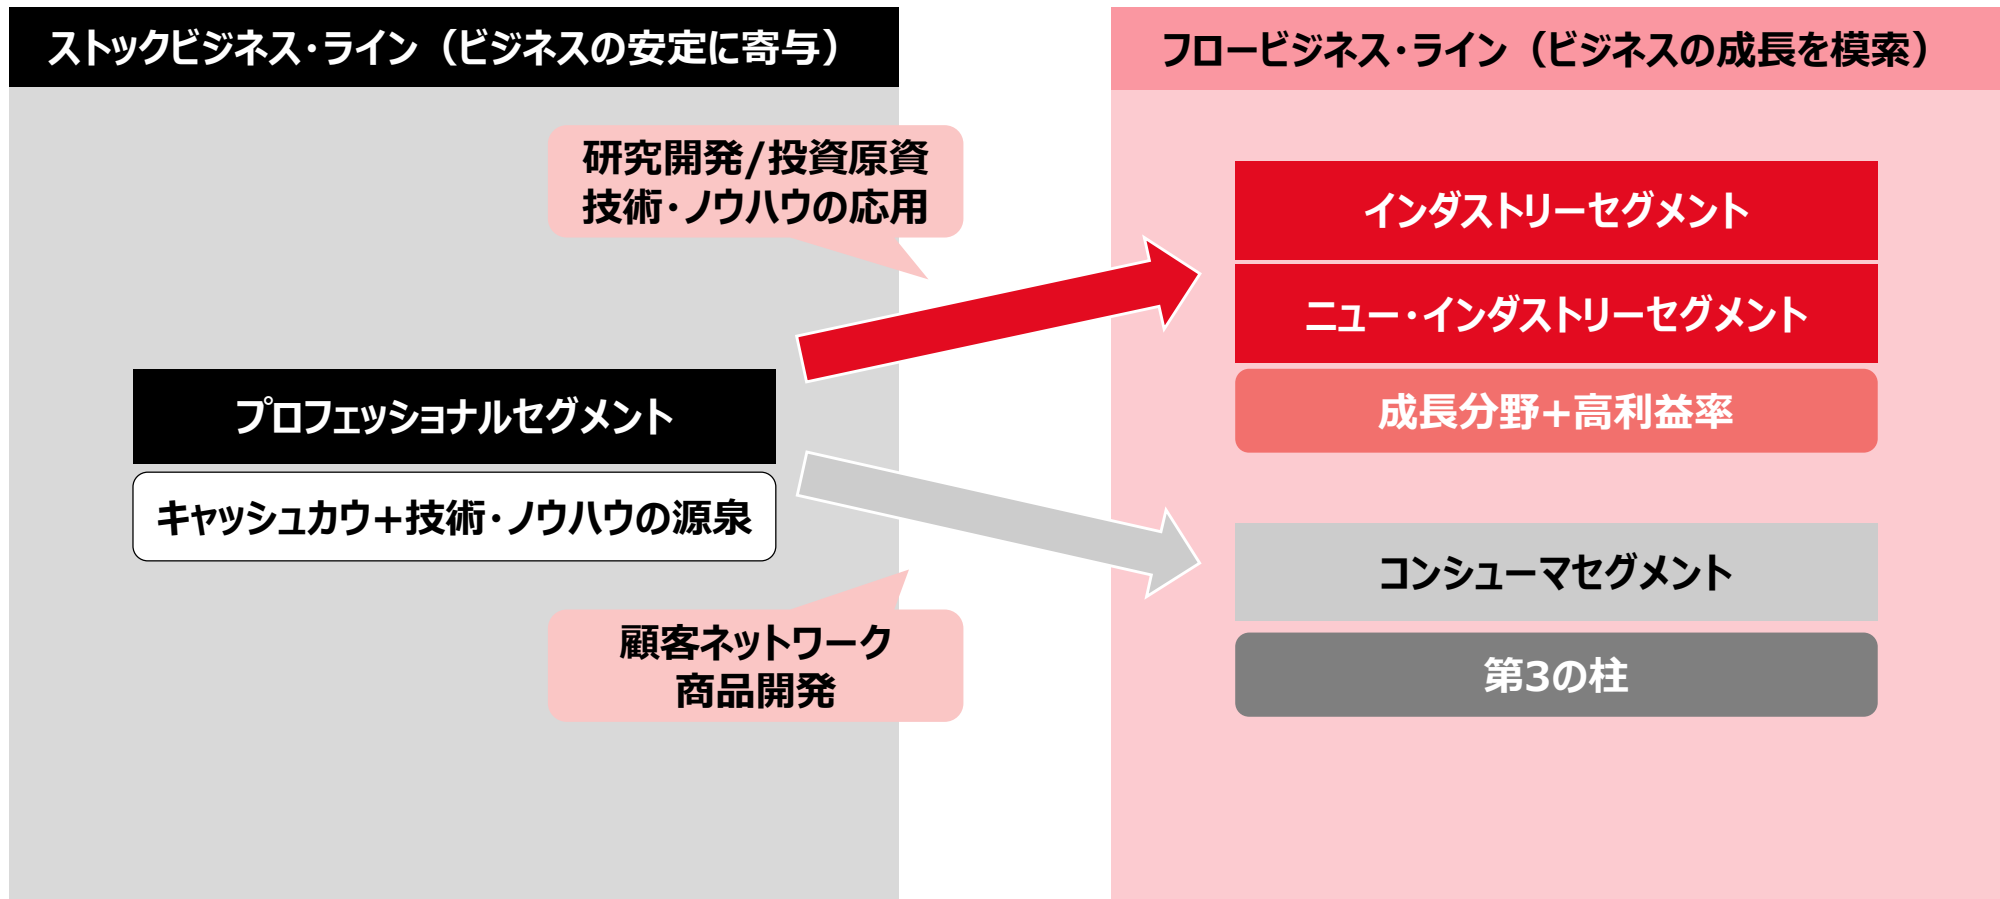 ストックビジネス・ライン（ビジネスの安定に寄与）
研究開発/投資原資
技術・ノウハウの応用
プロフェッショナルセグメント
キャッシュカウ+技術・ノウハウの源泉
顧客ネットワーク
商品開発
フロービジネス・ライン（ビジネスの成長を模索）
インダストリーセグメント
ニュー・インダストリーセグメント
成長分野+高利益率
コンシューマセグメント
第3の柱